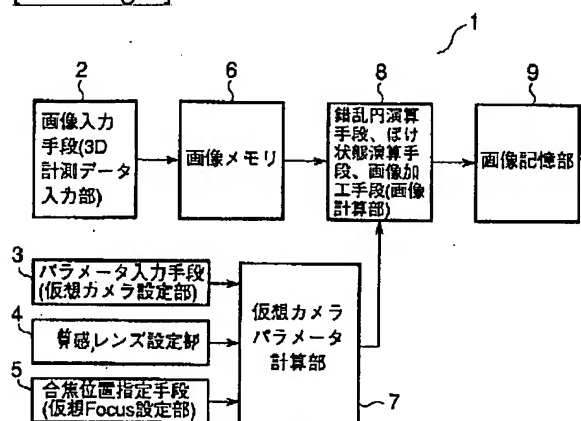 1
2
6
8
9
画像入力
手段(3D
計測データ
入力部)
画像メモリ
錯乱円演算
手段、ぼけ
状態演算手
段、画像加
工手段(画像
計算部)
画像記憶部
3
パラメータ入力手段
(仮想カメラ設定部)
4
質感,レンズ設定部
5
合焦位置指定手段
(仮想Focus設定部)
仮想カメラ
パラメータ
計算部
7